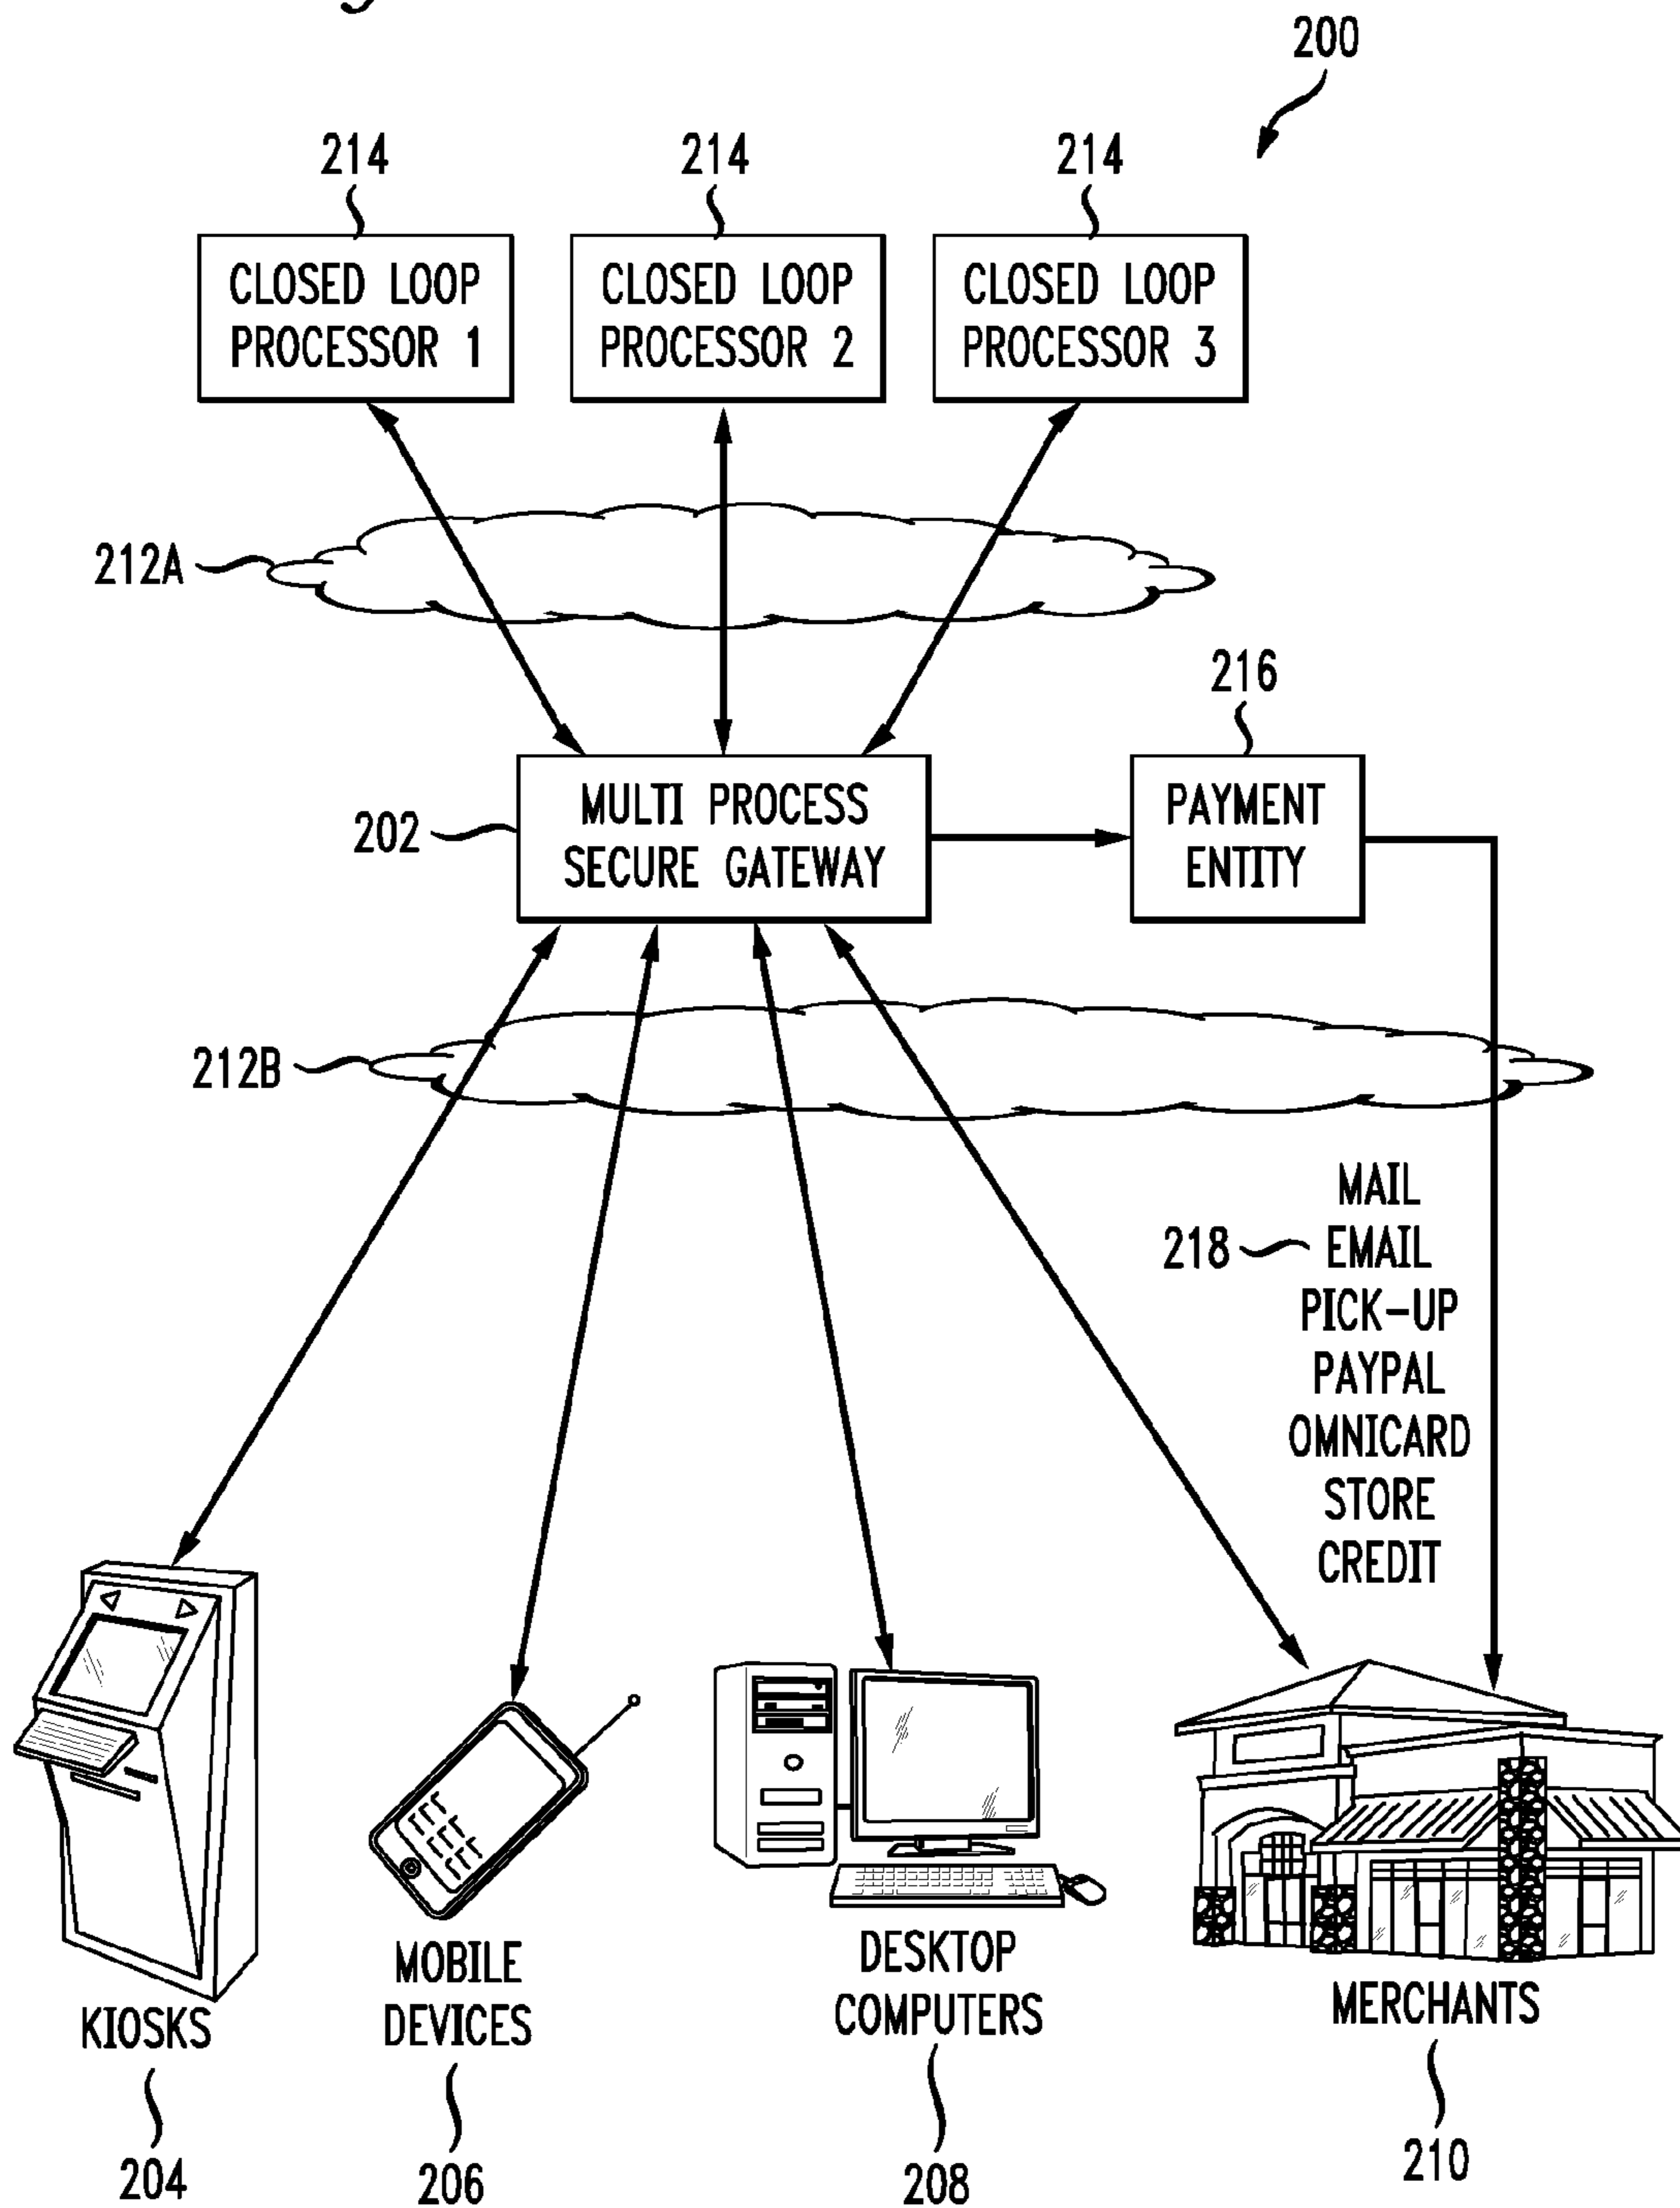 200
214
214
214
CLOSED LOOP
PROCESSOR 1
CLOSED LOOP
PROCESSOR 2
CLOSED LOOP
PROCESSOR 3
212A
216
202
MULTI PROCESS
SECURE GATEWAY
PAYMENT
ENTITY
212B
218
MAIL
EMAIL
PICK-UP
PAYPAL
OMNICARD
STORE
CREDIT
KIOSKS
204
MOBILE
DEVICES
206
DESKTOP
COMPUTERS
208
MERCHANTS
210